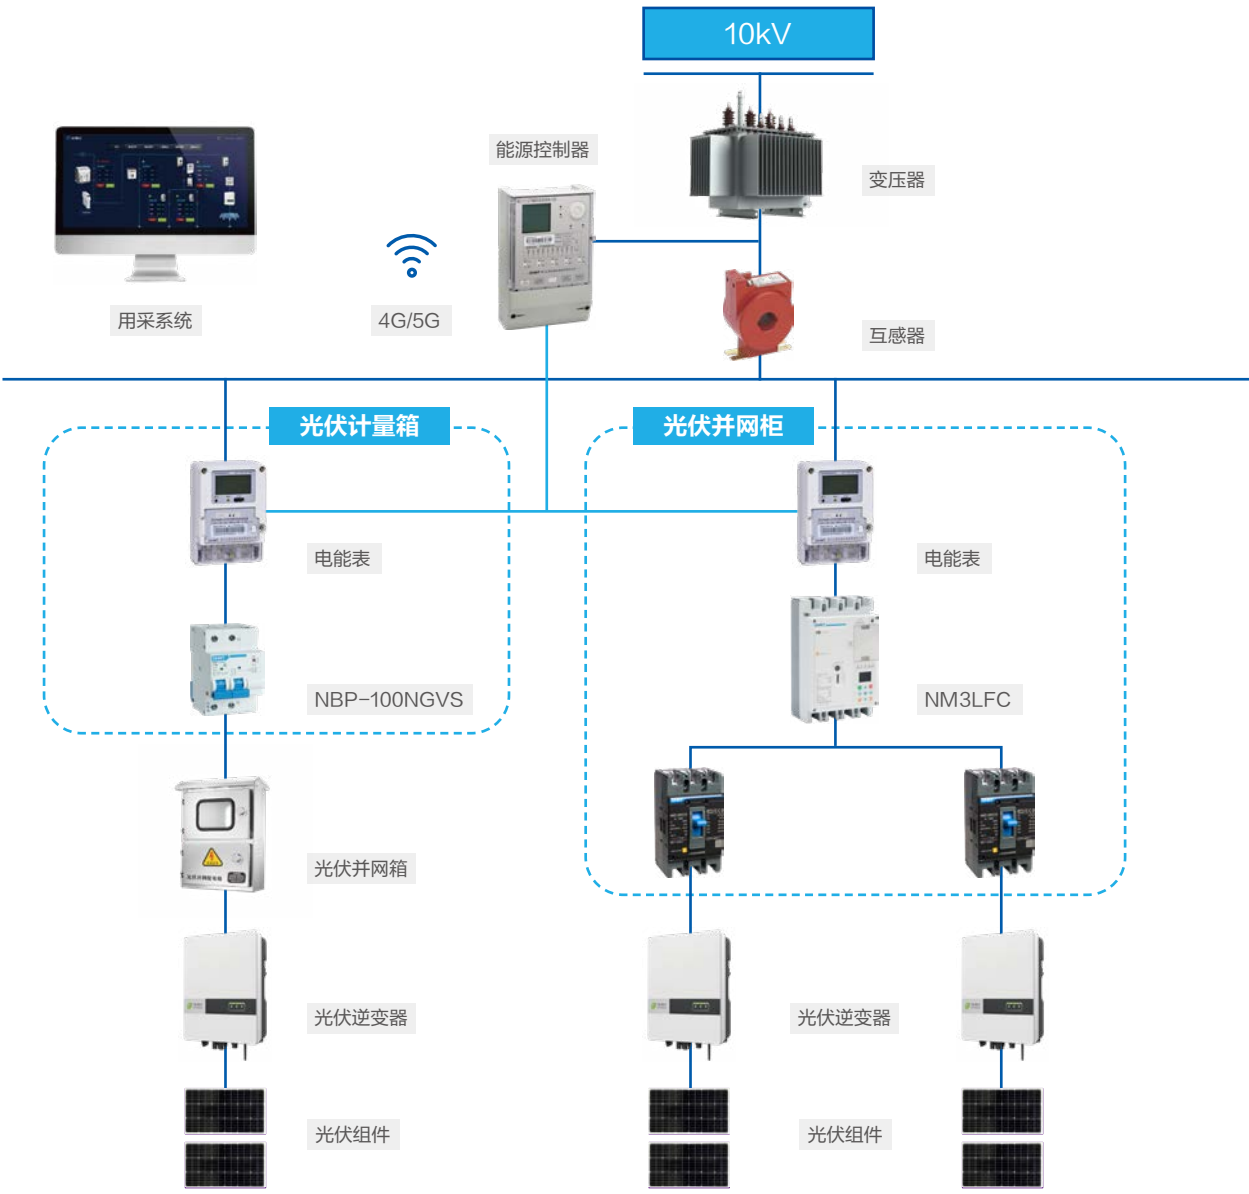 10kV
能源控制器
变压器
用采系统
4G/5G
互感器
光伏计量箱
光伏并网柜
电能表
电能表
NBP-100NGVS
NM3LFC
光伏并网箱
光伏逆变器
光伏逆变器
光伏组件
光伏组件